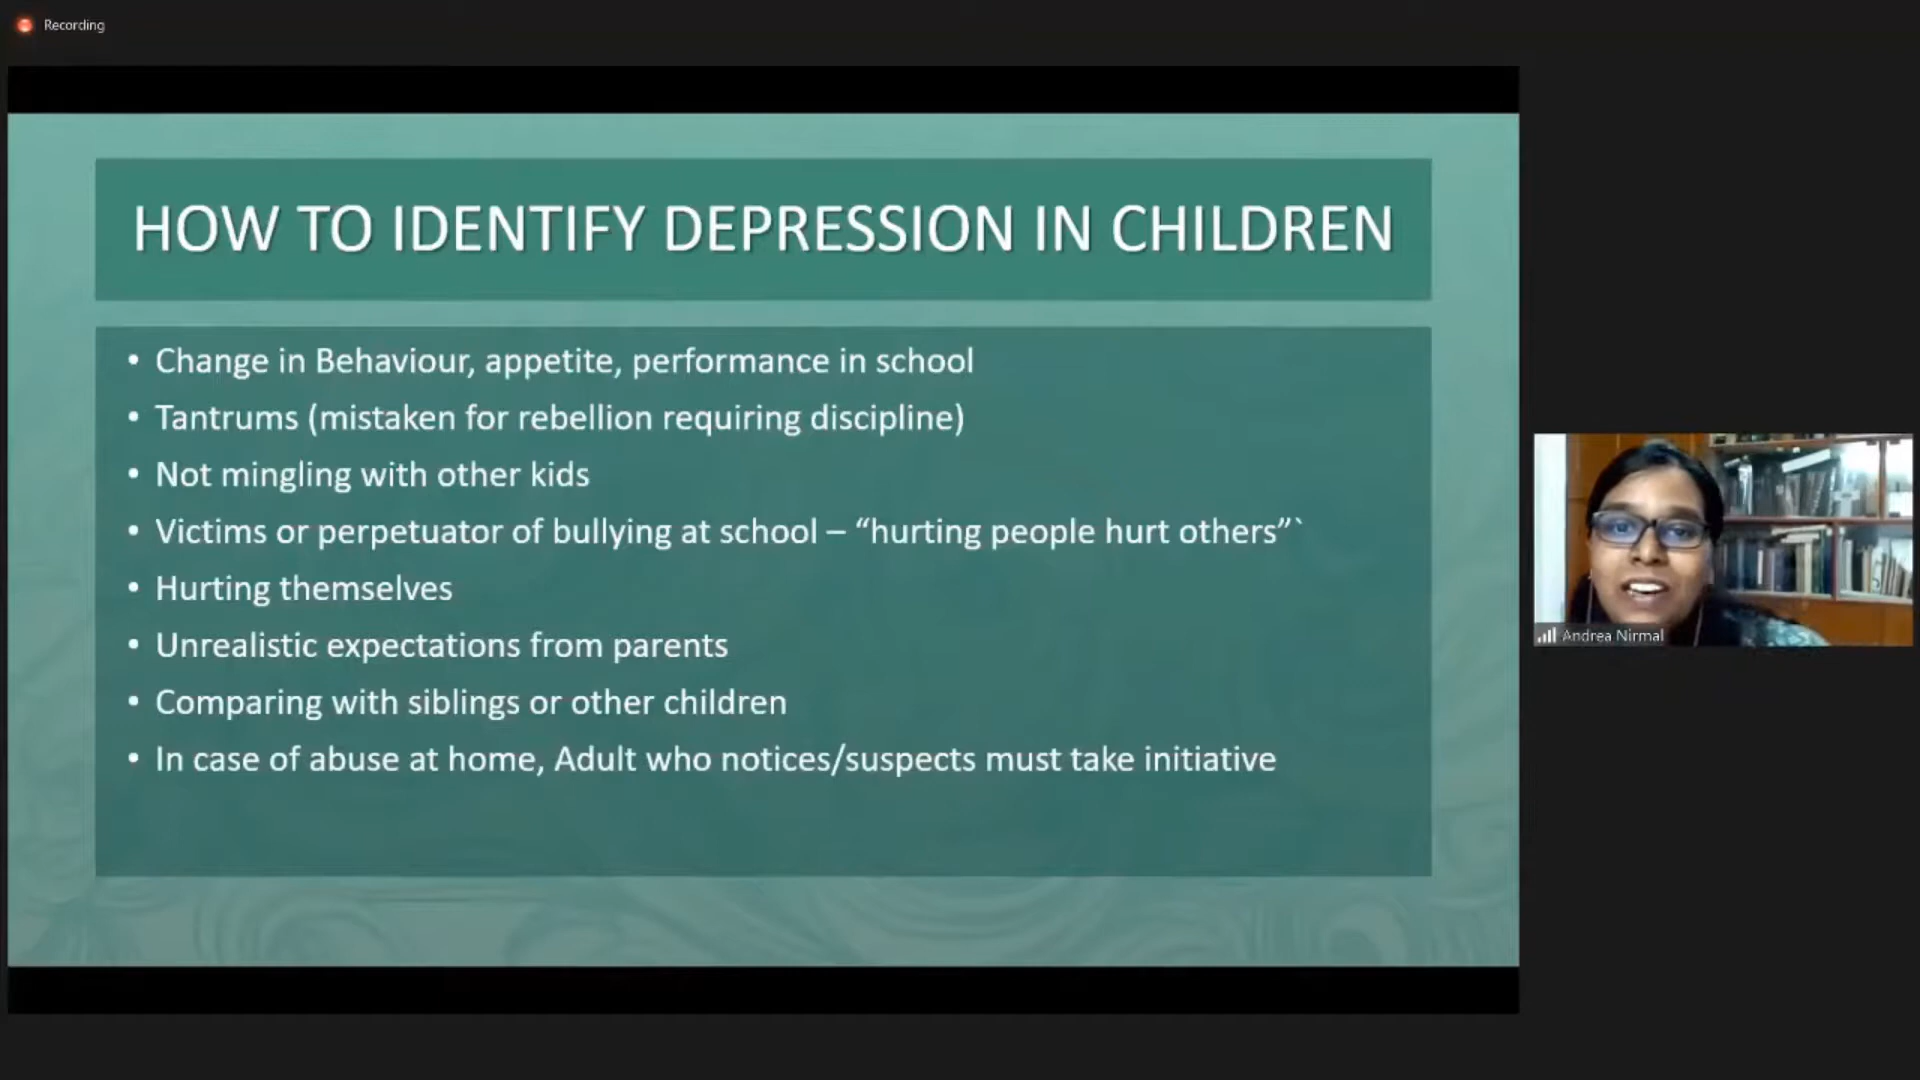 Recording
HOW TO IDENTIFY DEPRESSION IN CHILDREN
• Change in Behaviour, appetite, performance in school
• Tantrums (mistaken for rebellion requiring discipline)
• Not mingling with other kids
• Victims or perpetuator of bullying at school – “hurting people hurt others”`
• Hurting themselves
• Unrealistic expectations from parents
• Comparing with siblings or other children
• In case of abuse at home, Adult who notices/suspects must take initiative
Andrea Nirmal